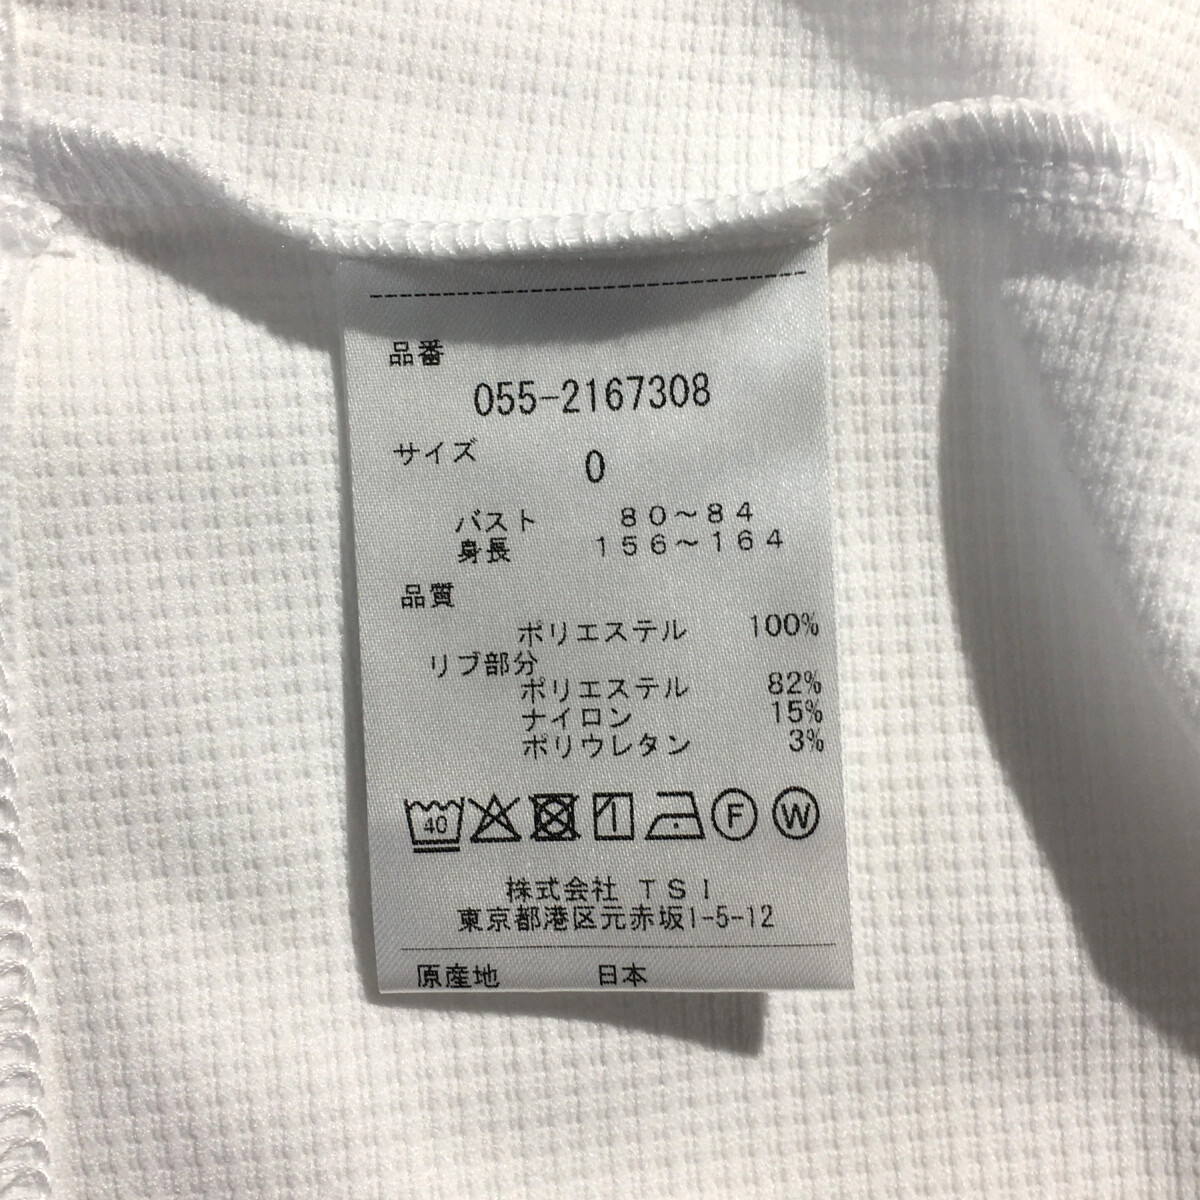 品番
055-2167308
サイズ 0
バスト 80～84
身長 156～164
品質
ポリエステル 100%
リブ部分
ポリエステル 82%
ナイロン 15%
ポリウレタン 3%
40 F W
株式会社 TSI
東京都港区元赤坂1-5-12
原産地 日本